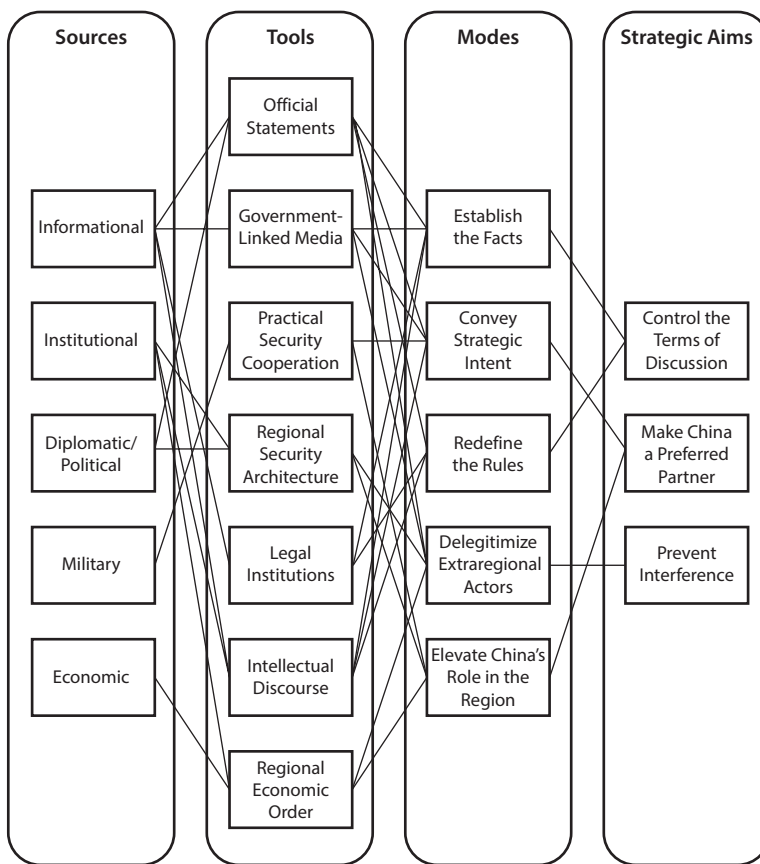 Sources
Informational
Institutional
Diplomatic/
Political
Military
Economic
Tools
Official
Statements
Government-
Linked Media
Practical
Security
Cooperation
Regional
Security
Architecture
Legal
Institutions
Intellectual
Discourse
Regional
Economic
Order
Modes
Establish
the Facts
Convey
Strategic
Intent
Redefine
the Rules
Delegitimize
Extraregional
Actors
Elevate China’s
Role in the
Region
Strategic Aims
Control the
Terms of
Discussion
Make China
a Preferred
Partner
Prevent
Interference